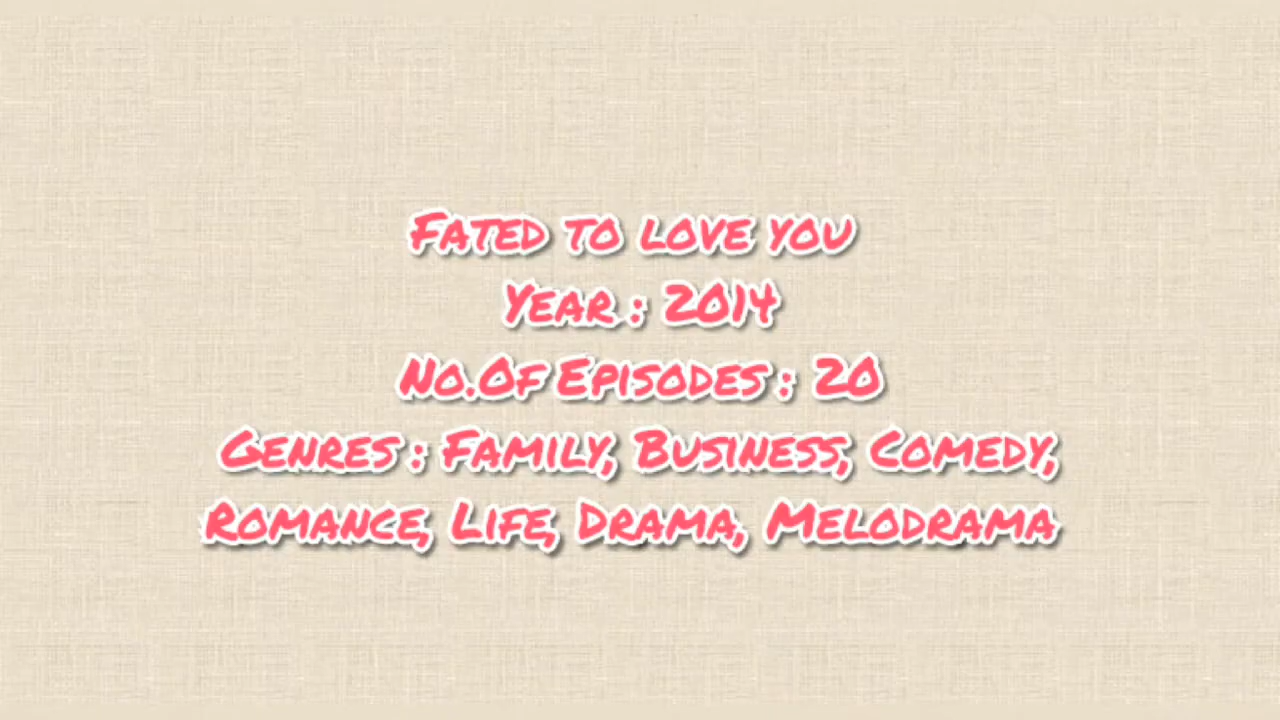 Fated to love you
Year : 2014
No.Of Episodes : 20
Genres : Family, Business, Comedy,
Romance, Life, Drama, Melodrama